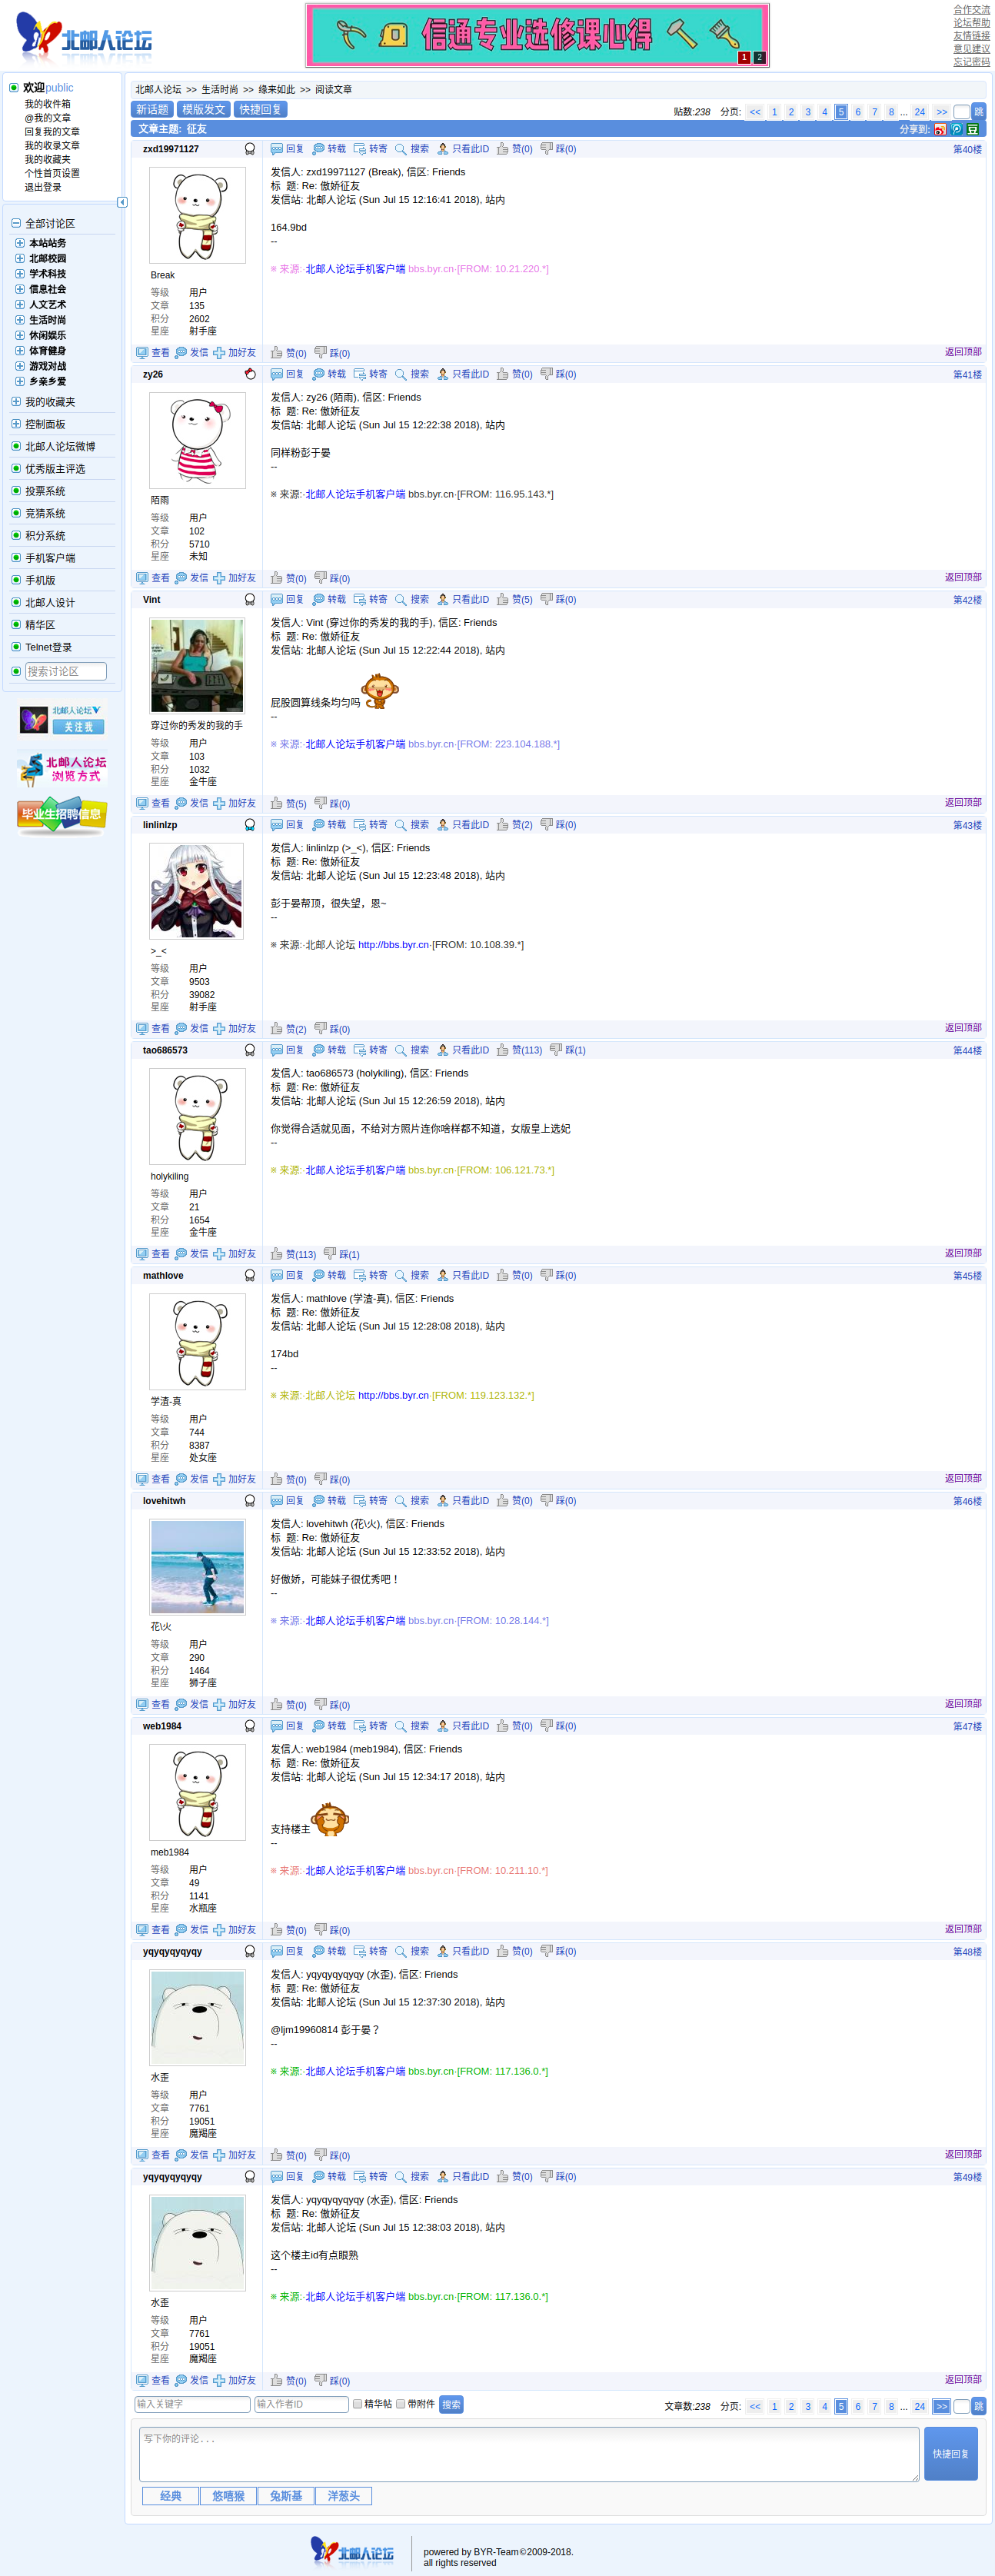 北邮人论坛
信通专业选修课心得
1 2
合作交流
论坛帮助
友情链接
意见建议
忘记密码
欢迎public
我的收件箱
@我的文章
回复我的文章
我的收录文章
我的收藏夹
个性首页设置
退出登录
全部讨论区
本站站务
北邮校园
学术科技
信息社会
人文艺术
生活时尚
休闲娱乐
体育健身
游戏对战
乡亲乡爱
我的收藏夹
控制面板
北邮人论坛微博
优秀版主评选
投票系统
竞猜系统
积分系统
手机客户端
手机版
北邮人设计
精华区
Telnet登录
搜索讨论区
北邮人论坛
关注我
北邮人论坛
浏览方式
毕业生招聘信息
北邮人论坛 >> 生活时尚 >> 缘来如此 >> 阅读文章
新话题 模版发文 快捷回复
贴数:238 分页: << 1 2 3 4 5 6 7 8 ... 24 >> 跳
文章主题: 征友
分享到:
zxd19971127
回复 转载 转寄 搜索 只看此ID 赞(0) 踩(0)
第40楼
发信人: zxd19971127 (Break), 信区: Friends
标 题: Re: 傲娇征友
发信站: 北邮人论坛 (Sun Jul 15 12:16:41 2018), 站内
164.9bd
--
※ 来源:·北邮人论坛手机客户端 bbs.byr.cn·[FROM: 10.21.220.*]
Break
等级 用户
文章 135
积分 2602
星座 射手座
查看 发信 加好友 赞(0) 踩(0) 返回顶部
zy26
回复 转载 转寄 搜索 只看此ID 赞(0) 踩(0)
第41楼
发信人: zy26 (陌雨), 信区: Friends
标 题: Re: 傲娇征友
发信站: 北邮人论坛 (Sun Jul 15 12:22:38 2018), 站内
同样粉彭于晏
--
※ 来源:·北邮人论坛手机客户端 bbs.byr.cn·[FROM: 116.95.143.*]
陌雨
等级 用户
文章 102
积分 5710
星座 未知
查看 发信 加好友 赞(0) 踩(0) 返回顶部
Vint
回复 转载 转寄 搜索 只看此ID 赞(5) 踩(0)
第42楼
发信人: Vint (穿过你的秀发的我的手), 信区: Friends
标 题: Re: 傲娇征友
发信站: 北邮人论坛 (Sun Jul 15 12:22:44 2018), 站内
屁股圆算线条均匀吗
--
※ 来源:·北邮人论坛手机客户端 bbs.byr.cn·[FROM: 223.104.188.*]
穿过你的秀发的我的手
等级 用户
文章 103
积分 1032
星座 金牛座
查看 发信 加好友 赞(5) 踩(0) 返回顶部
linlinlzp
回复 转载 转寄 搜索 只看此ID 赞(2) 踩(0)
第43楼
发信人: linlinlzp (>_<), 信区: Friends
标 题: Re: 傲娇征友
发信站: 北邮人论坛 (Sun Jul 15 12:23:48 2018), 站内
彭于晏帮顶，很失望，恩~
--
※ 来源:·北邮人论坛 http://bbs.byr.cn·[FROM: 10.108.39.*]
>_<
等级 用户
文章 9503
积分 39082
星座 射手座
查看 发信 加好友 赞(2) 踩(0) 返回顶部
tao686573
回复 转载 转寄 搜索 只看此ID 赞(113) 踩(1)
第44楼
发信人: tao686573 (holykiling), 信区: Friends
标 题: Re: 傲娇征友
发信站: 北邮人论坛 (Sun Jul 15 12:26:59 2018), 站内
你觉得合适就见面，不给对方照片连你啥样都不知道，女版皇上选妃
--
※ 来源:·北邮人论坛手机客户端 bbs.byr.cn·[FROM: 106.121.73.*]
holykiling
等级 用户
文章 21
积分 1654
星座 金牛座
查看 发信 加好友 赞(113) 踩(1) 返回顶部
mathlove
回复 转载 转寄 搜索 只看此ID 赞(0) 踩(0)
第45楼
发信人: mathlove (学渣-真), 信区: Friends
标 题: Re: 傲娇征友
发信站: 北邮人论坛 (Sun Jul 15 12:28:08 2018), 站内
174bd
--
※ 来源:·北邮人论坛 http://bbs.byr.cn·[FROM: 119.123.132.*]
学渣-真
等级 用户
文章 744
积分 8387
星座 处女座
查看 发信 加好友 赞(0) 踩(0) 返回顶部
lovehitwh
回复 转载 转寄 搜索 只看此ID 赞(0) 踩(0)
第46楼
发信人: lovehitwh (花\火), 信区: Friends
标 题: Re: 傲娇征友
发信站: 北邮人论坛 (Sun Jul 15 12:33:52 2018), 站内
好傲娇，可能妹子很优秀吧！
--
※ 来源:·北邮人论坛手机客户端 bbs.byr.cn·[FROM: 10.28.144.*]
花\火
等级 用户
文章 290
积分 1464
星座 狮子座
查看 发信 加好友 赞(0) 踩(0) 返回顶部
web1984
回复 转载 转寄 搜索 只看此ID 赞(0) 踩(0)
第47楼
发信人: web1984 (meb1984), 信区: Friends
标 题: Re: 傲娇征友
发信站: 北邮人论坛 (Sun Jul 15 12:34:17 2018), 站内
支持楼主
--
※ 来源:·北邮人论坛手机客户端 bbs.byr.cn·[FROM: 10.211.10.*]
meb1984
等级 用户
文章 49
积分 1141
星座 水瓶座
查看 发信 加好友 赞(0) 踩(0) 返回顶部
yqyqyqyqyqy
回复 转载 转寄 搜索 只看此ID 赞(0) 踩(0)
第48楼
发信人: yqyqyqyqyqy (水歪), 信区: Friends
标 题: Re: 傲娇征友
发信站: 北邮人论坛 (Sun Jul 15 12:37:30 2018), 站内
@ljm19960814 彭于晏？
--
※ 来源:·北邮人论坛手机客户端 bbs.byr.cn·[FROM: 117.136.0.*]
水歪
等级 用户
文章 7761
积分 19051
星座 魔羯座
查看 发信 加好友 赞(0) 踩(0) 返回顶部
yqyqyqyqyqy
回复 转载 转寄 搜索 只看此ID 赞(0) 踩(0)
第49楼
发信人: yqyqyqyqyqy (水歪), 信区: Friends
标 题: Re: 傲娇征友
发信站: 北邮人论坛 (Sun Jul 15 12:38:03 2018), 站内
这个楼主id有点眼熟
--
※ 来源:·北邮人论坛手机客户端 bbs.byr.cn·[FROM: 117.136.0.*]
水歪
等级 用户
文章 7761
积分 19051
星座 魔羯座
查看 发信 加好友 赞(0) 踩(0) 返回顶部
输入关键字 输入作者ID 精华帖 带附件 搜索
文章数:238 分页: << 1 2 3 4 5 6 7 8 ... 24 >> 跳
写下你的评论...
快捷回复
经典 悠嘻猴 兔斯基 洋葱头
北邮人论坛
powered by BYR-Team©2009-2018.
all rights reserved